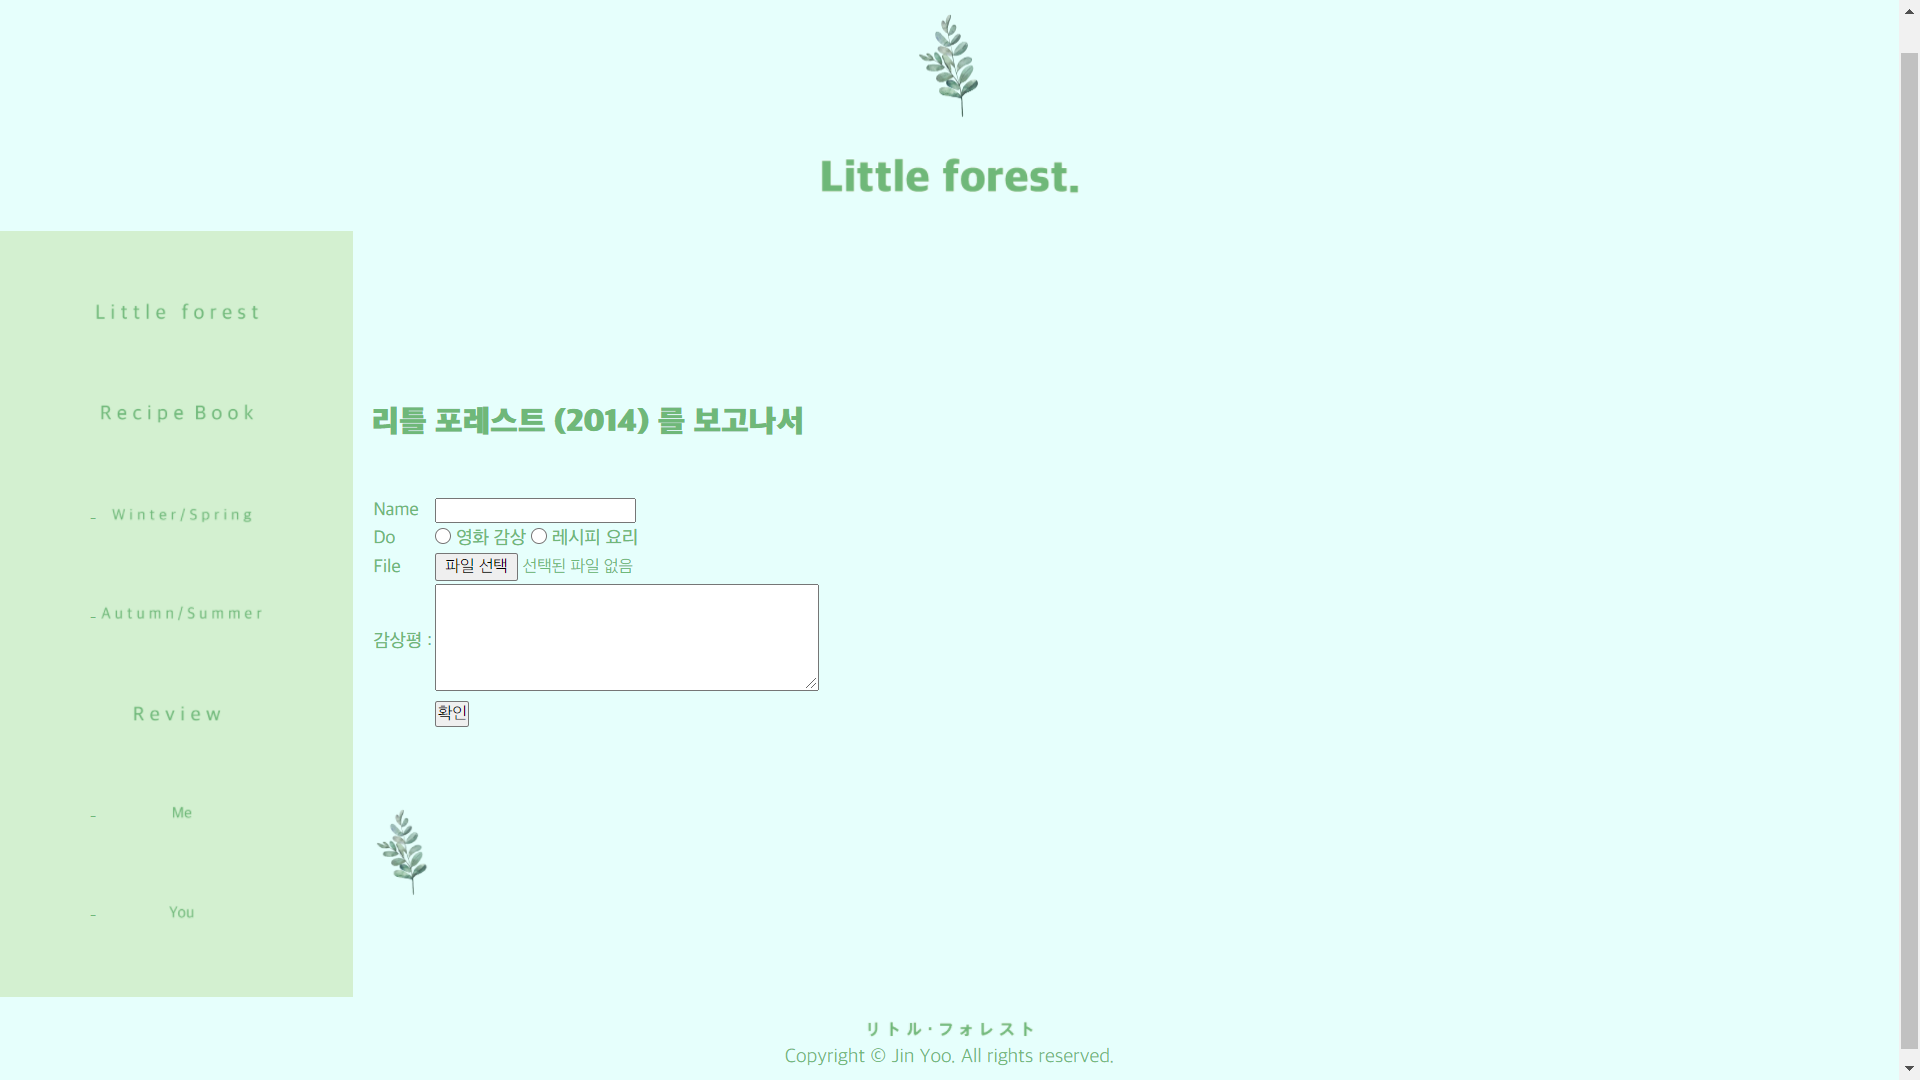 Little forest.
Little forest
Recipe Book
- Winter/Spring
- Autumn/Summer
Review
- Me
- You
리틀 포레스트 (2014) 를 보고나서
Name
Do 영화 감상 레시피 요리
File 파일 선택 선택된 파일 없음
감상평 :
확인
リトル·フォレスト
Copyright © Jin Yoo. All rights reserved.